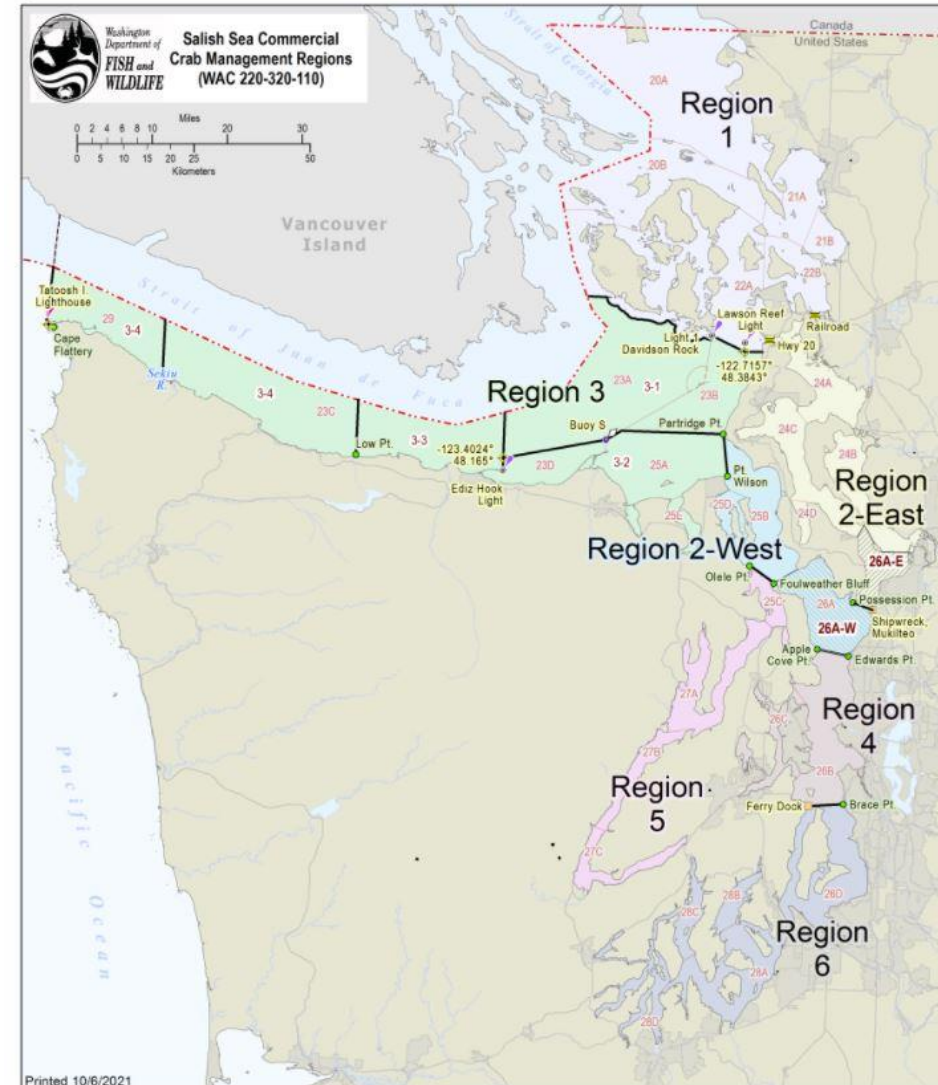 Washington
Department of
FISH and
WILDLIFE
Salish Sea Commercial
Crab Management Regions
(WAC 220-320-110)
Miles
0 2 4 6 8 10 20 30
0 5 10 15 20 25 50
Kilometers
Canada
United States
Strait of Georgia
20A
Region
1
20B
21A
21B
22B
22A
Vancouver
Island
Strait of Juan de Fuca
Tatoosh I.
Lighthouse
29
3-4
Cape
Flattery
Sekiu
R.
3-4
23C
Low Pt.
3-3
Region 3
-123.4024°
48.165°
Ediz Hook
Light
23D
Buoy S
3-2
25A
23A
3-1
23B
Light 1
Davidson Rock
Lawson Reef
Light
Railroad
Hwy 20
-122.7157°
48.3843°
Partridge Pt.
Pt.
Wilson
24A
24C
24B
24D
Region
2-East
25E
25D
25B
Region 2-West
26A-E
Olele Pt.
Foulweather Bluff
25C
26A
Possession Pt.
26A-W
Shipwreck,
Mukilteo
Apple
Cove Pt.
Edwards Pt.
27A
26C
Region
4
27B
26B
Region
5
Ferry Dock
Brace Pt.
27C
28C
28B
26D
Region
6
28A
28D
Pacific Ocean
Printed 10/6/2021